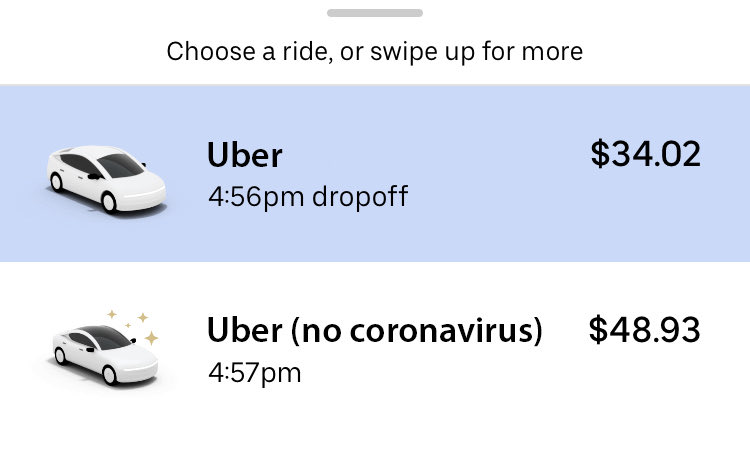 Choose a ride, or swipe up for more
Uber $34.02
4:56pm dropoff
Uber (no coronavirus) $48.93
4:57pm